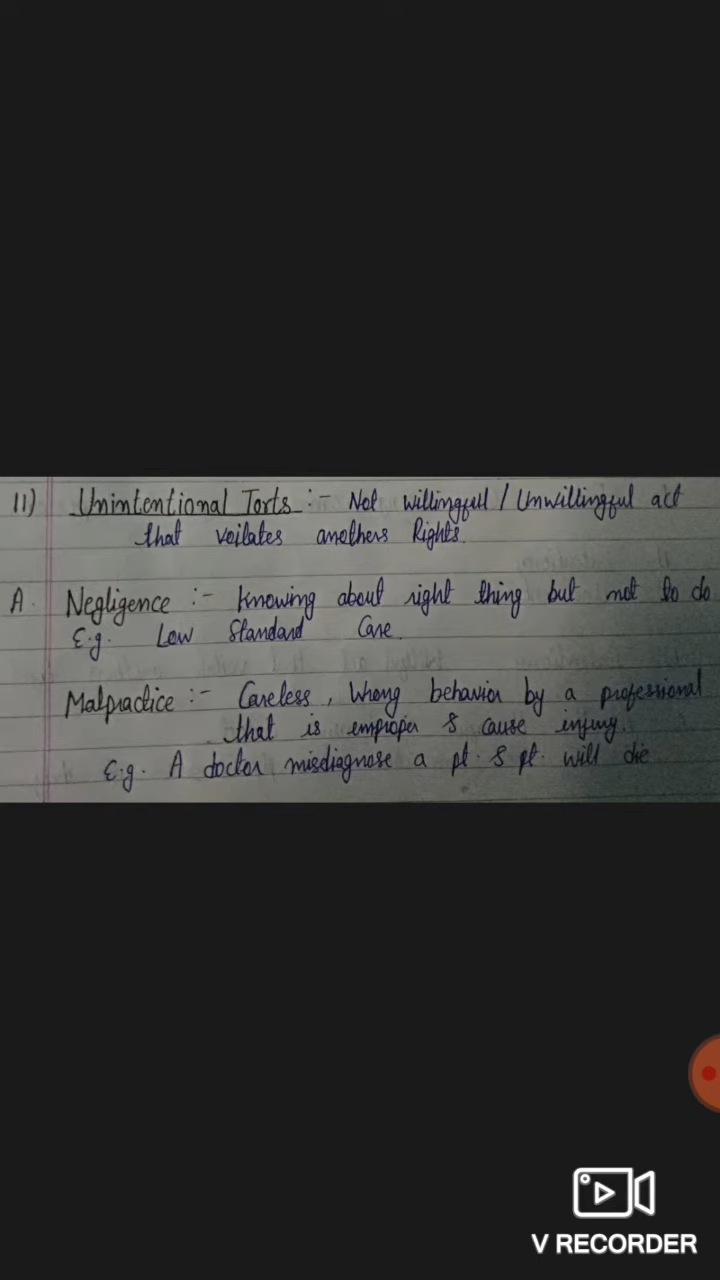 11) Unintentional Torts :- Not willingfull / Unwillingful act
that voilates anothers Rights.
A. Negligence :- Knowing about right thing but not to do
E.g. Low Standard Care.
Malpractice :- Careless, Wrong behavior by a professional
that is emproper & cause injury.
E.g. A doctor misdiagnose a pt. & pt. will die
V RECORDER